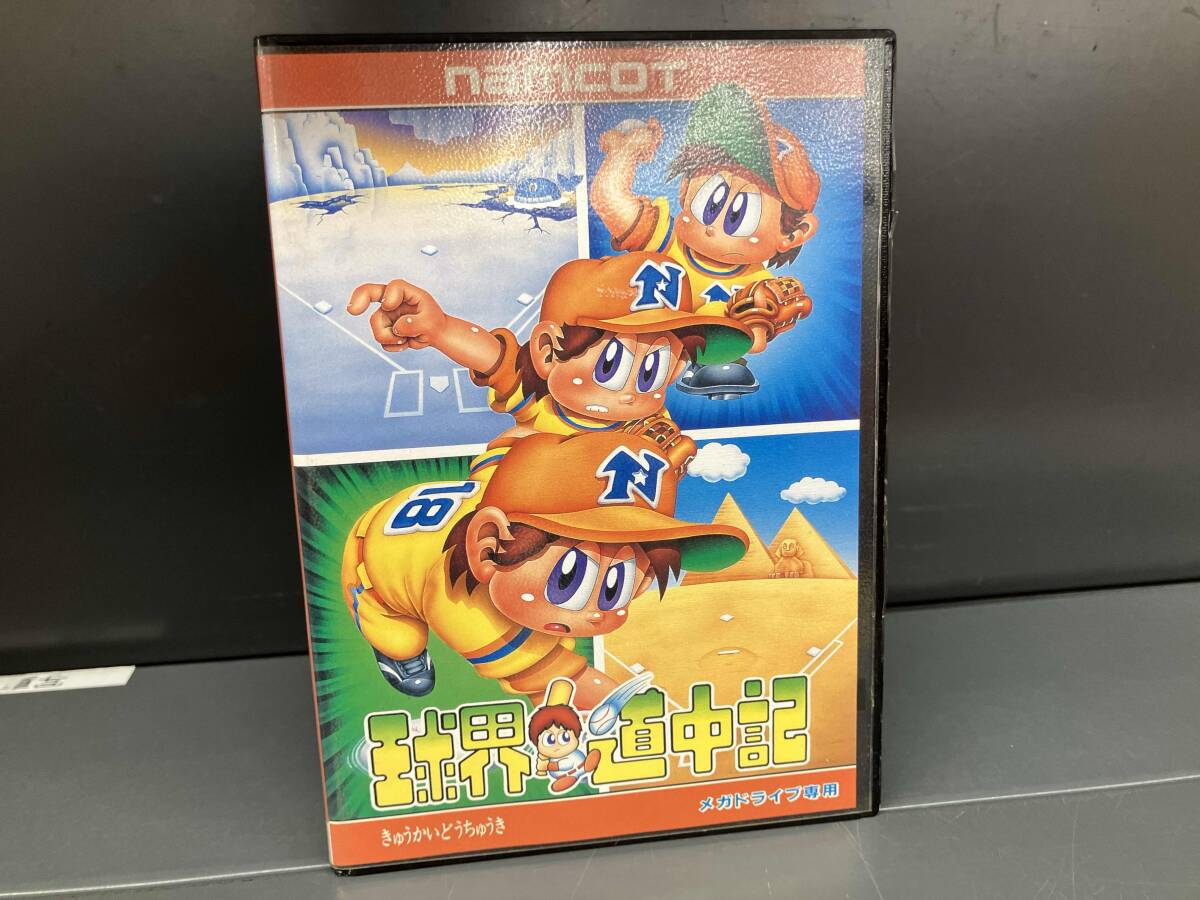 namcot
N
N
18
球界道中記
メガドライブ専用
きゅうかいどうちゅうき